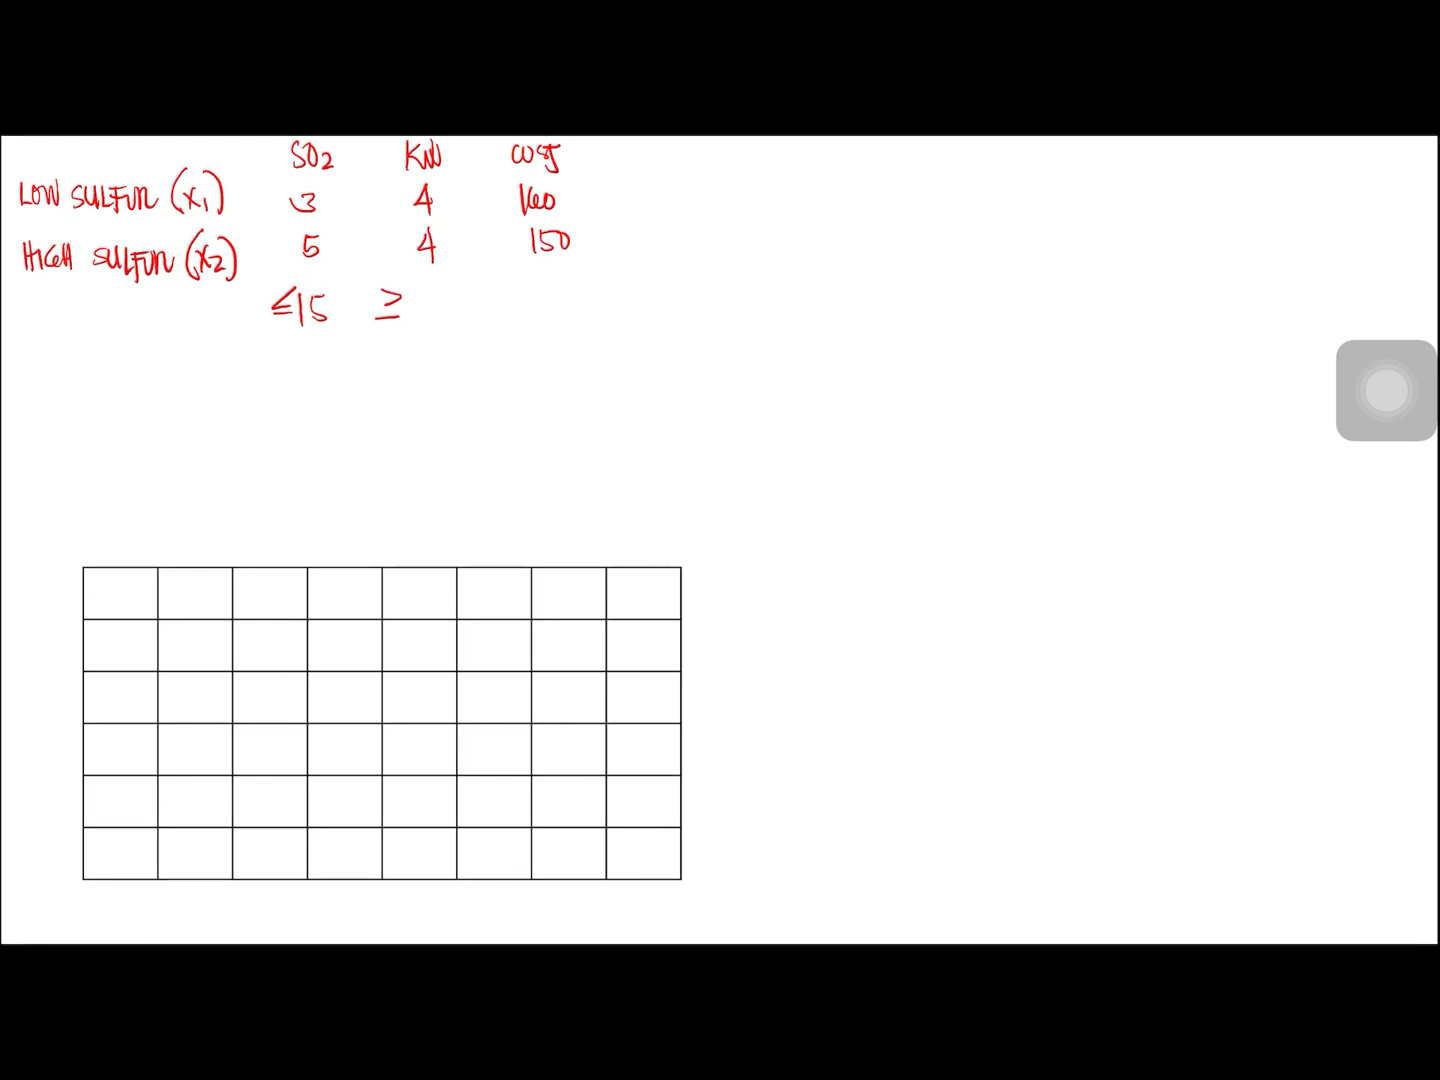 SO2 KW COST
LOW SULFUR (X1) 3 4 160
HIGH SULFUR (X2) 5 4 150
≤15 ≥